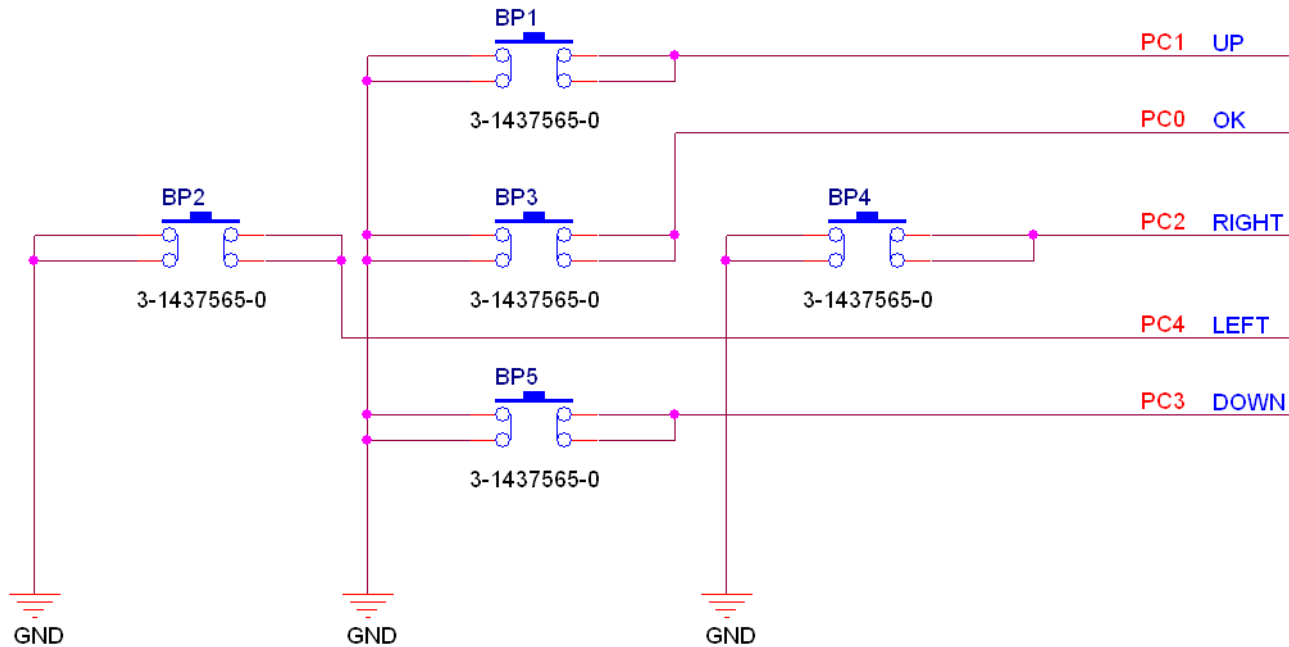 BP1
PC1 UP
3-1437565-0
PC0 OK
BP2
BP3
BP4
PC2 RIGHT
3-1437565-0
3-1437565-0
3-1437565-0
PC4 LEFT
BP5
PC3 DOWN
3-1437565-0
GND
GND
GND